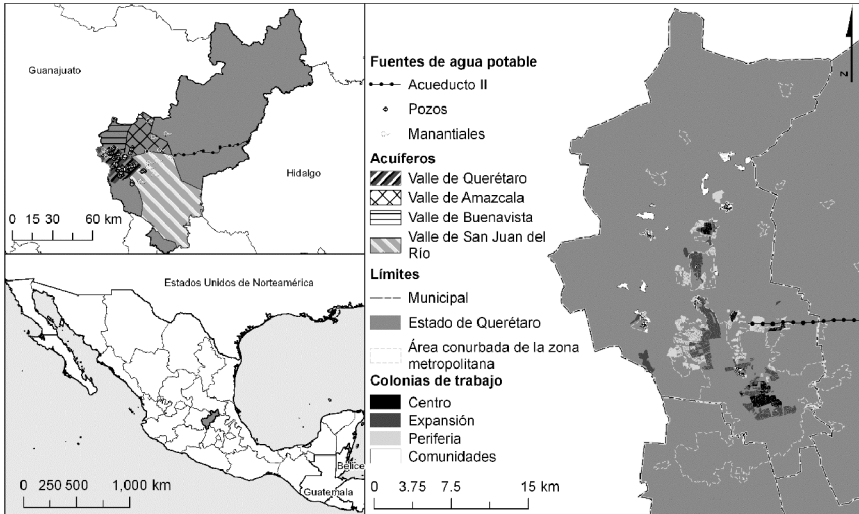 Guanajuato
Hidalgo
0 15 30 60 km
Estados Unidos de Norteamérica
Belice
Guatemala
0 250 500 1,000 km
Fuentes de agua potable
Acueducto II
Pozos
Manantiales
Acuíferos
Valle de Querétaro
Valle de Amazcala
Valle de Buenavista
Valle de San Juan del
Río
Límites
Municipal
Estado de Querétaro
Área conurbada de la zona
metropolitana
Colonias de trabajo
Centro
Expansión
Periferia
Comunidades
0 3.75 7.5 15 km
N